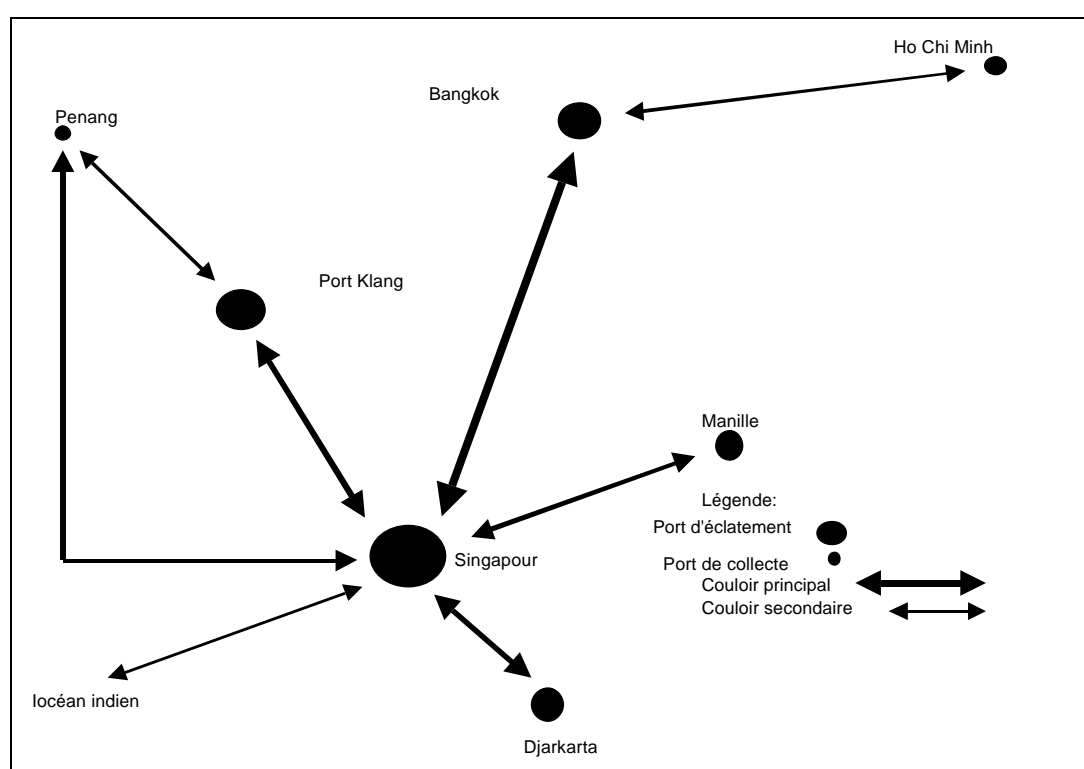 Ho Chi Minh
Bangkok
Penang
Port Klang
Manille
Légende:
Port d'éclatement
Singapour
Port de collecte
Couloir principal
Couloir secondaire
Iocéan indien
Djarkarta